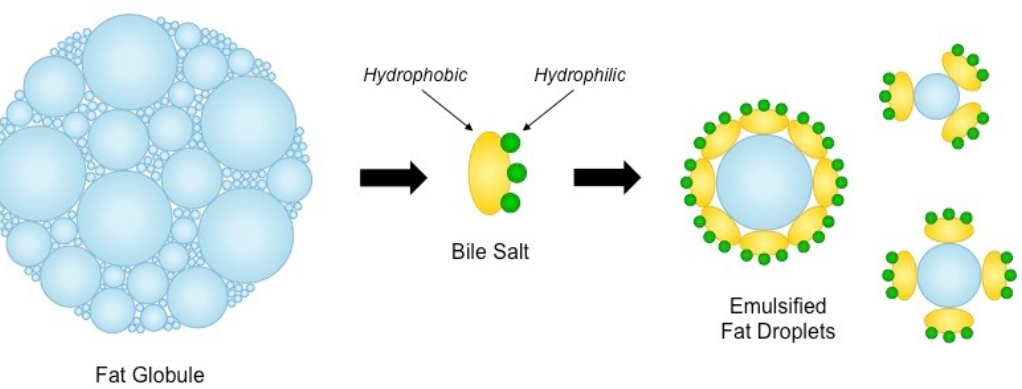 Hydrophobic
Hydrophilic
Bile Salt
Emulsified
Fat Droplets
Fat Globule